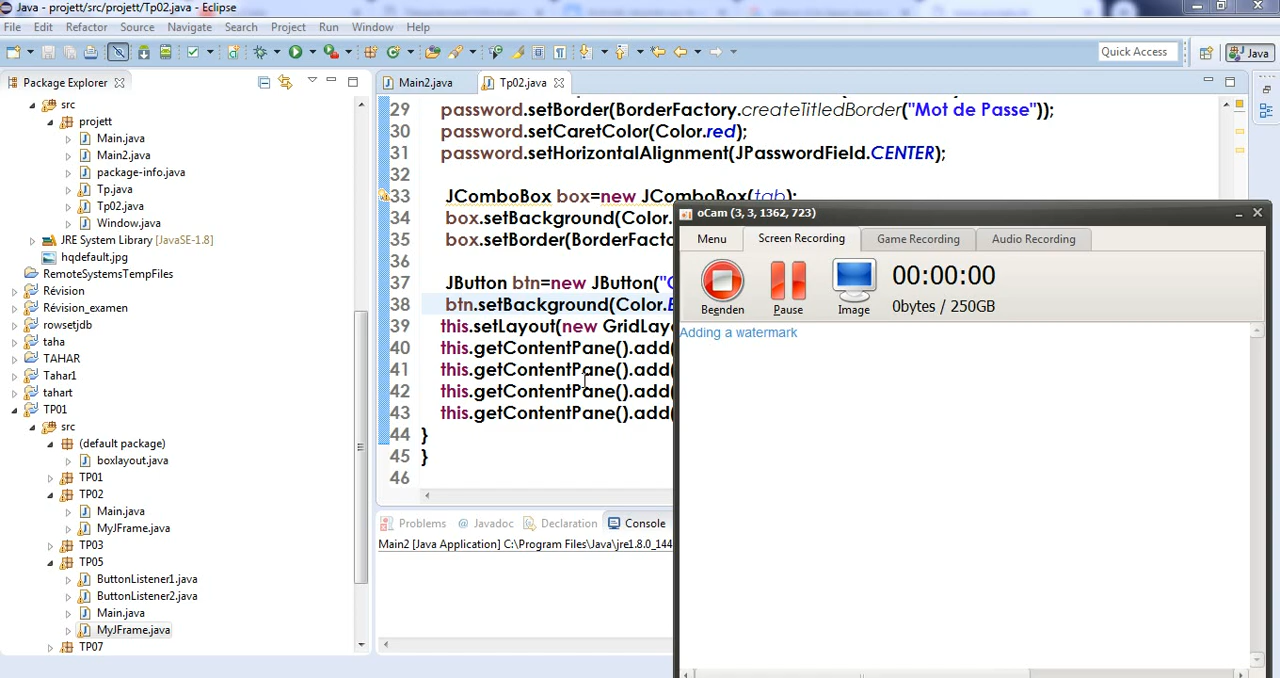 Java - projett/src/projett/Tp02.java - Eclipse
File Edit Refactor Source Navigate Search Project Run Window Help
Quick Access
Java
Package Explorer
src
projett
Main.java
Main2.java
package-info.java
Tp.java
Tp02.java
Window.java
JRE System Library [JavaSE-1.8]
hqdefault.jpg
RemoteSystemsTempFiles
Révision
Révision_examen
rowsetjdb
taha
TAHAR
Tahar1
tahart
TP01
src
(default package)
boxlayout.java
TP01
TP02
Main.java
MyJFrame.java
TP03
TP05
ButtonListener1.java
ButtonListener2.java
Main.java
MyJFrame.java
TP07
Main2.java Tp02.java
29 password.setBorder(BorderFactory.createTitledBorder("Mot de Passe"));
30 password.setCaretColor(Color.red);
31 password.setHorizontalAlignment(JPasswordField.CENTER);
32
33 JComboBox box=new JComboBox(tab);
34 box.setBackground(Color.
35 box.setBorder(BorderFacto
36
37 JButton btn=new JButton("
38 btn.setBackground(Color.
39 this.setLayout(new GridLay
40 this.getContentPane().add(
41 this.getContentPane().add(
42 this.getContentPane().add(
43 this.getContentPane().add(
44 }
45 }
46
Problems @ Javadoc Declaration Console
Main2 [Java Application] C:\Program Files\Java\jre1.8.0_144
oCam (3, 3, 1362, 723)
Menu Screen Recording Game Recording Audio Recording
Begnden Pause Image
00:00:00
0bytes / 250GB
Adding a watermark